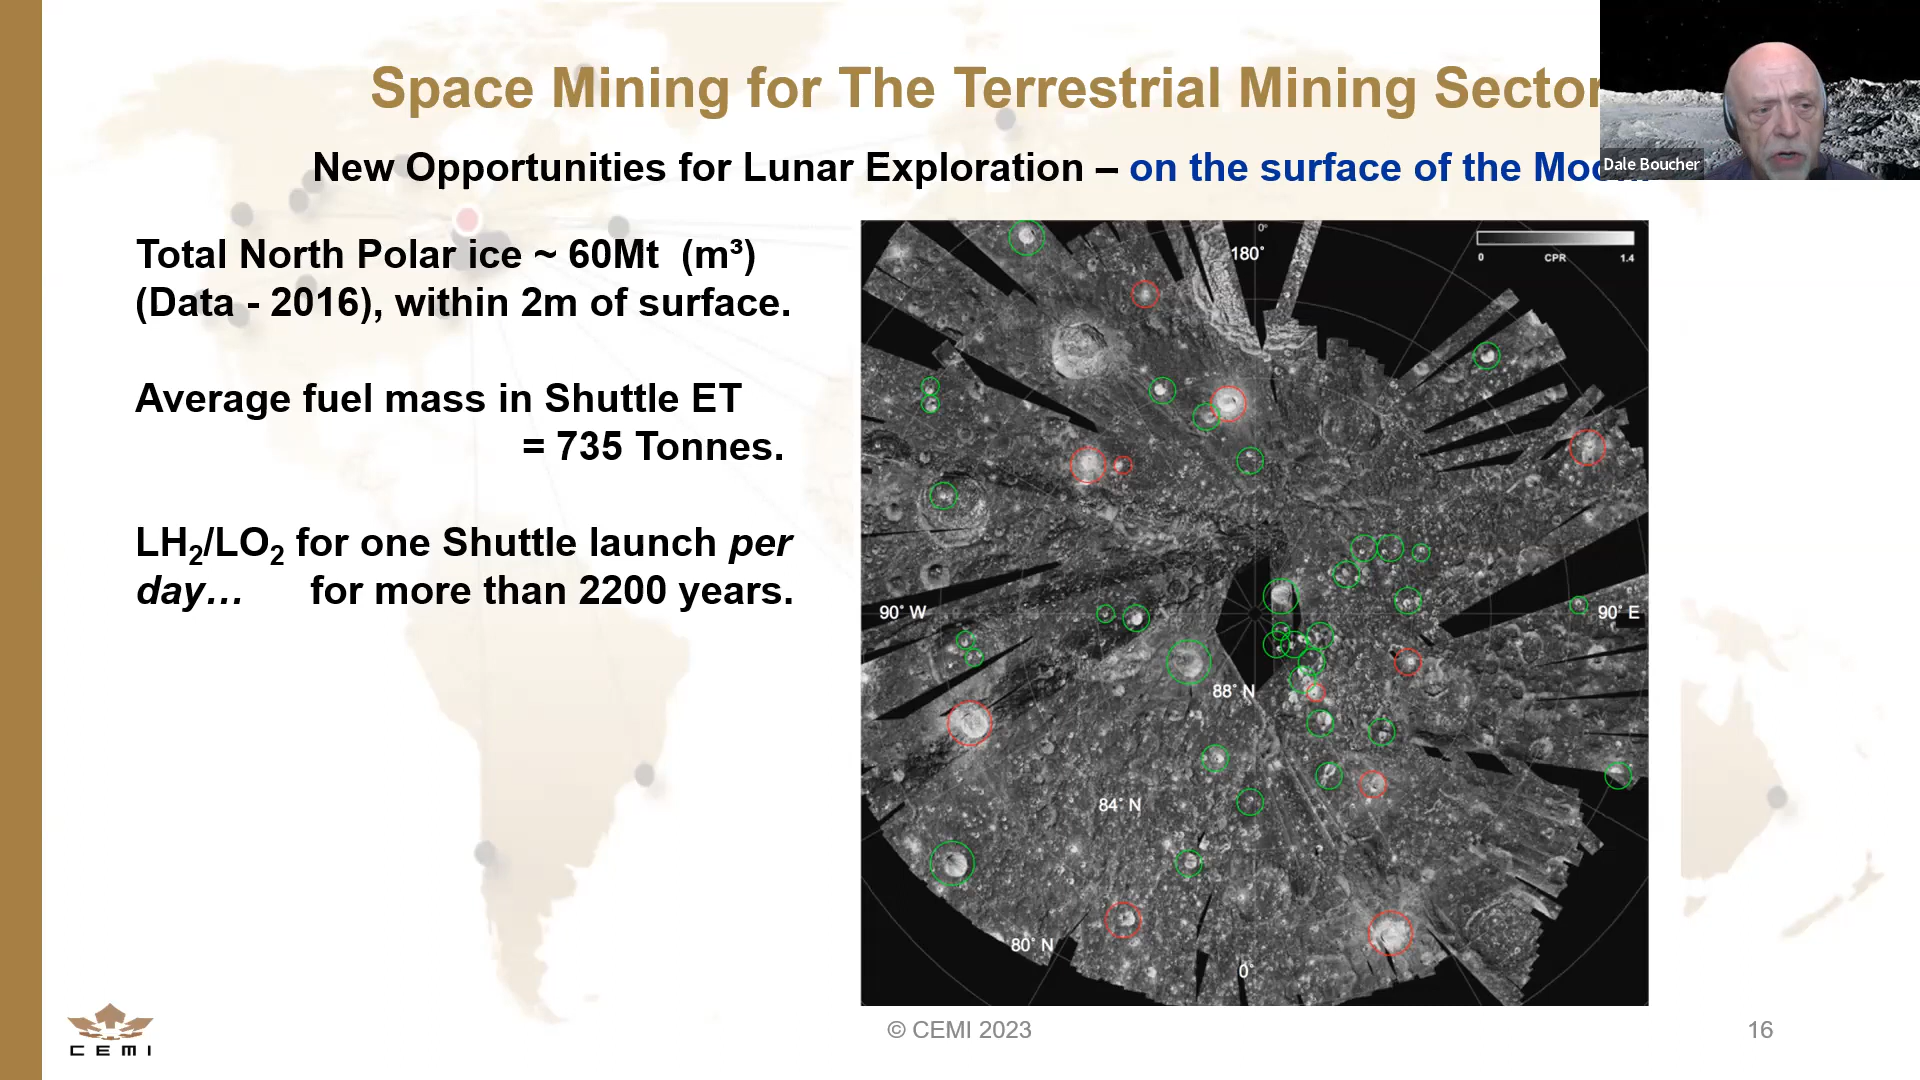 Space Mining for The Terrestrial Mining Sector
Dale Boucher
New Opportunities for Lunar Exploration – on the surface of the
Total North Polar ice ~ 60Mt (m³)
(Data - 2016), within 2m of surface.
Average fuel mass in Shuttle ET
= 735 Tonnes.
LH₂/LO₂ for one Shuttle launch per
day… for more than 2200 years.
0°
180°
0 CPR 1.4
90° W
90° E
88° N
84° N
80° N
0°
CEMI
© CEMI 2023
16